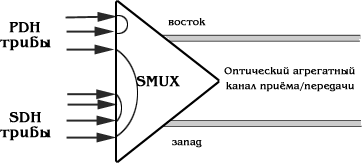 PDH
трибы
восток
SMUX
Оптический агрегатный
канал приёма/передачи
SDH
трибы
запад